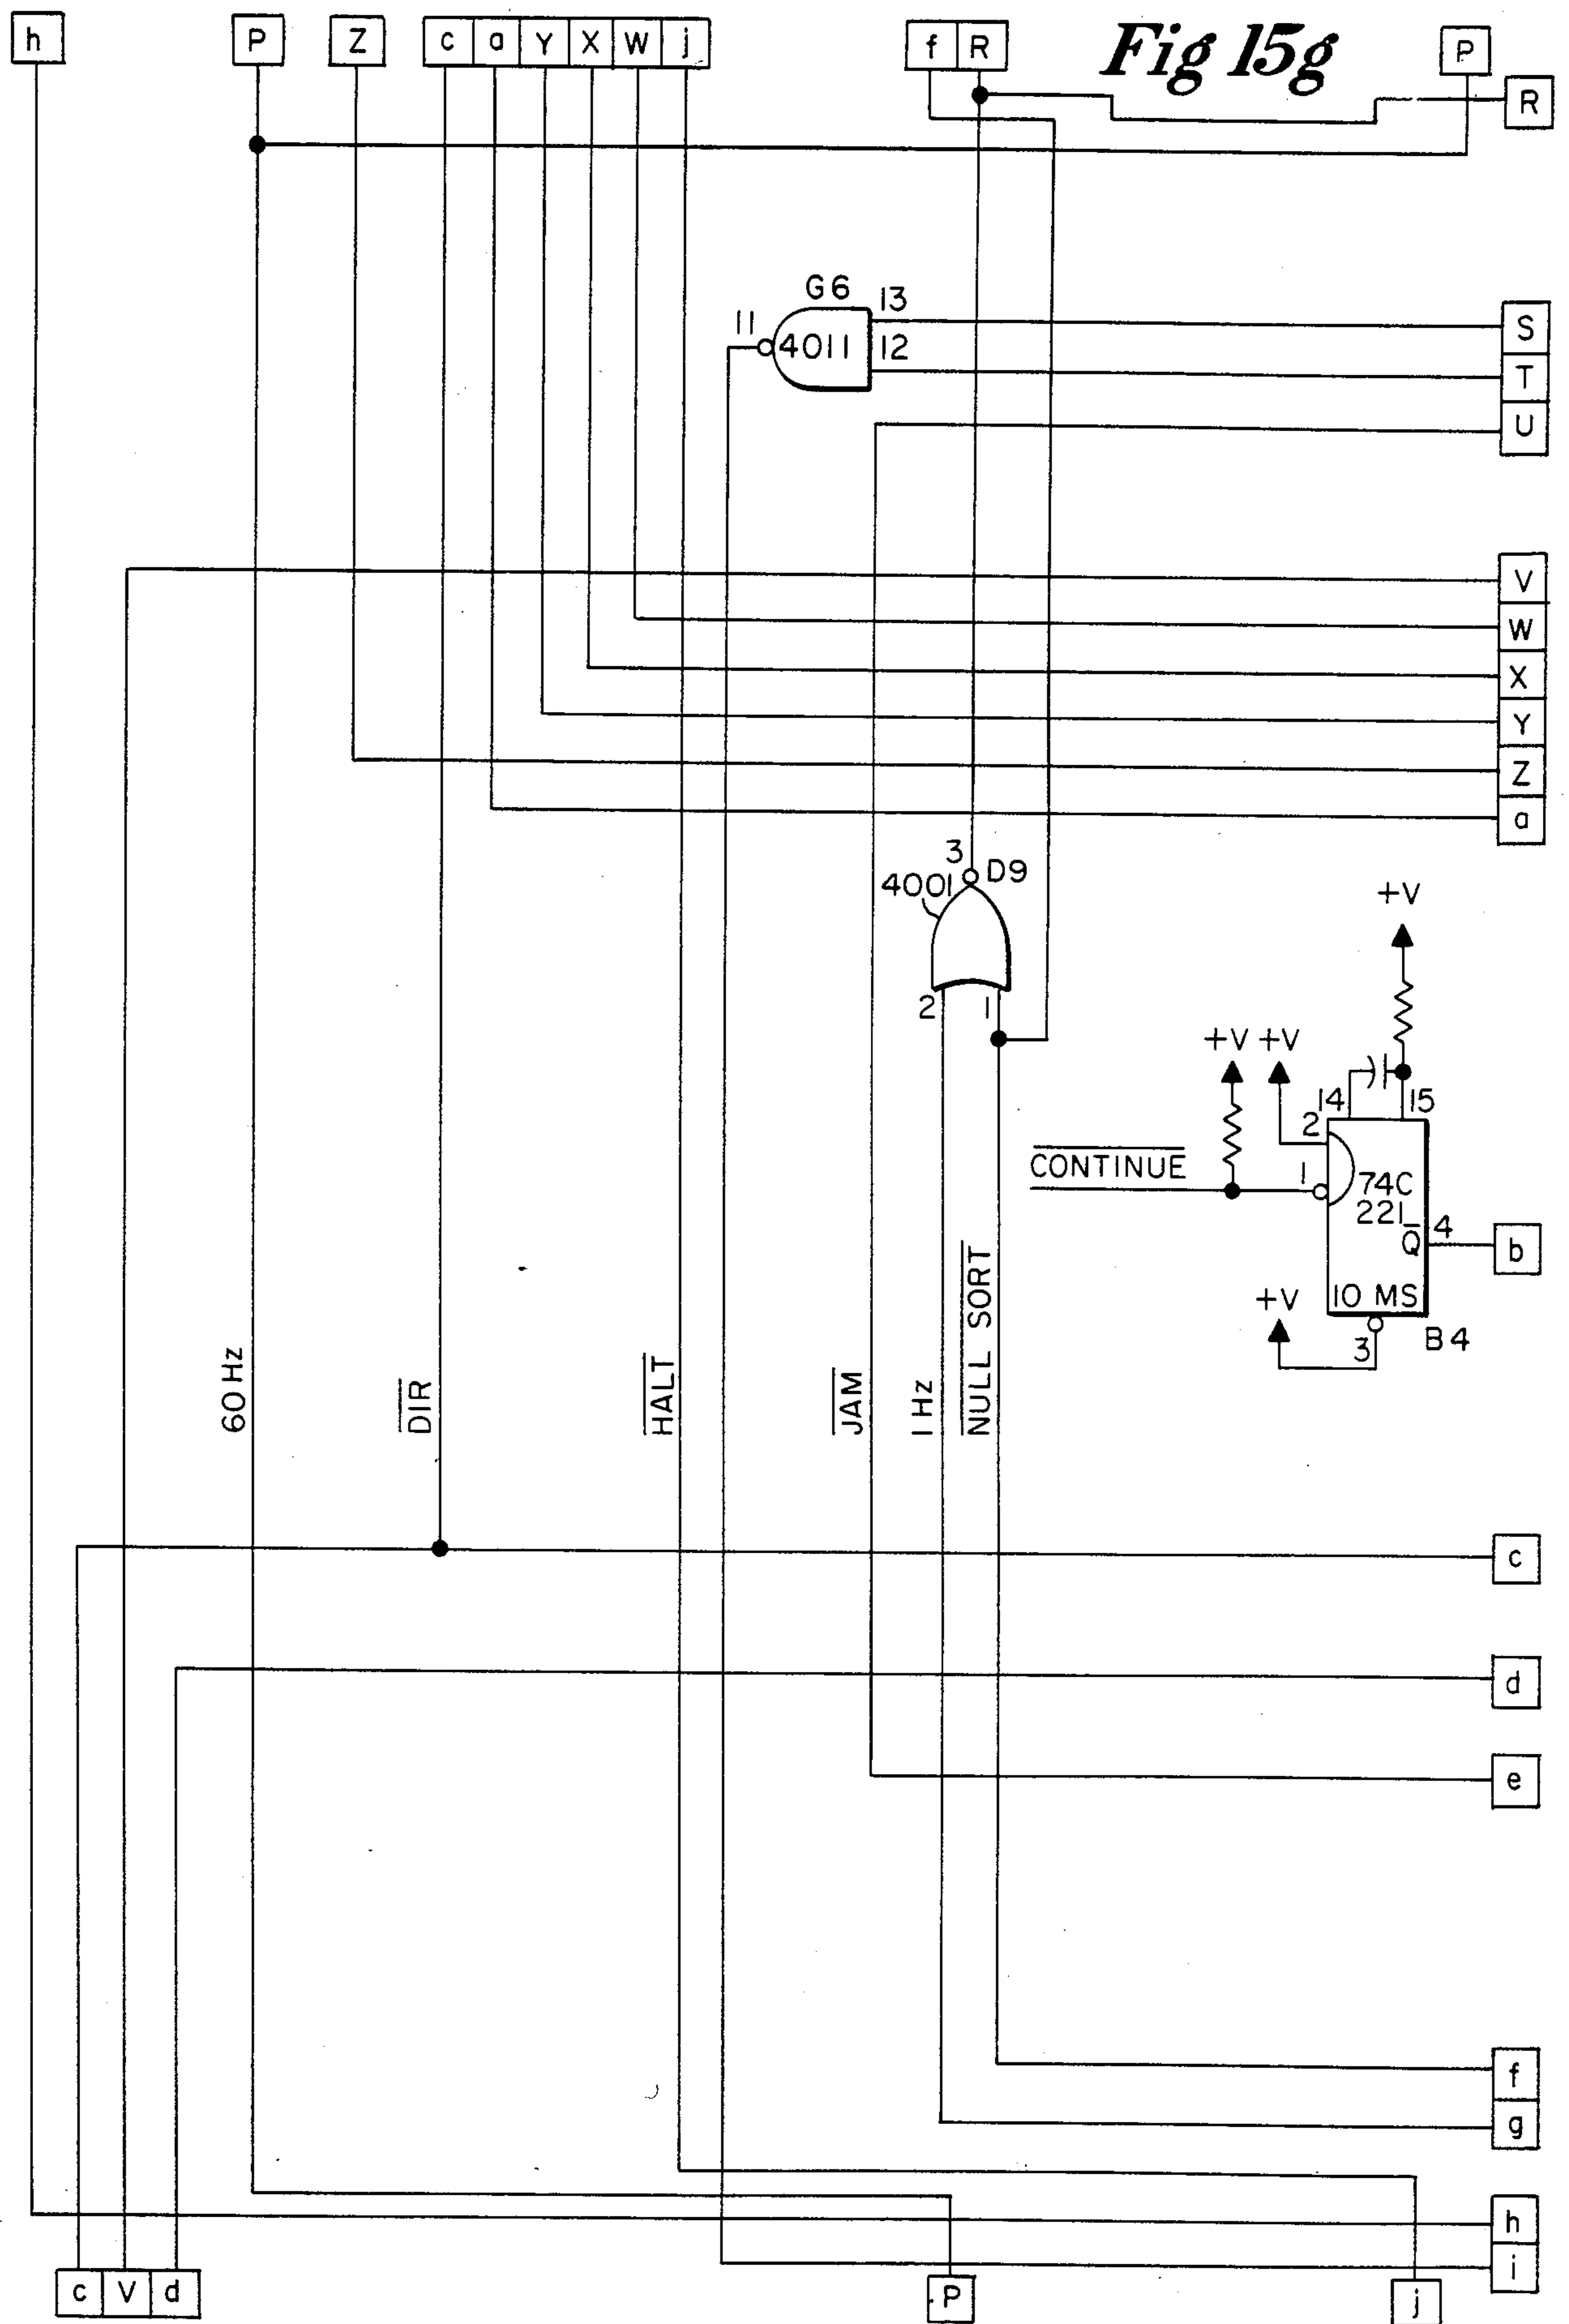 h P Z c a Y X W j f R Fig 15g P
R
G6
13
11
4011
12
S
T
U
V
W
X
Y
Z
a
3
D9
4001
2
1
+V
+V +V
14
15
2
CONTINUE
1
74C
221
Q
4
b
10 MS
+V
3
B4
60 Hz
DIR
HALT
JAM
1 Hz
NULL SORT
c
d
e
f
g
h
i
c V d
P
j